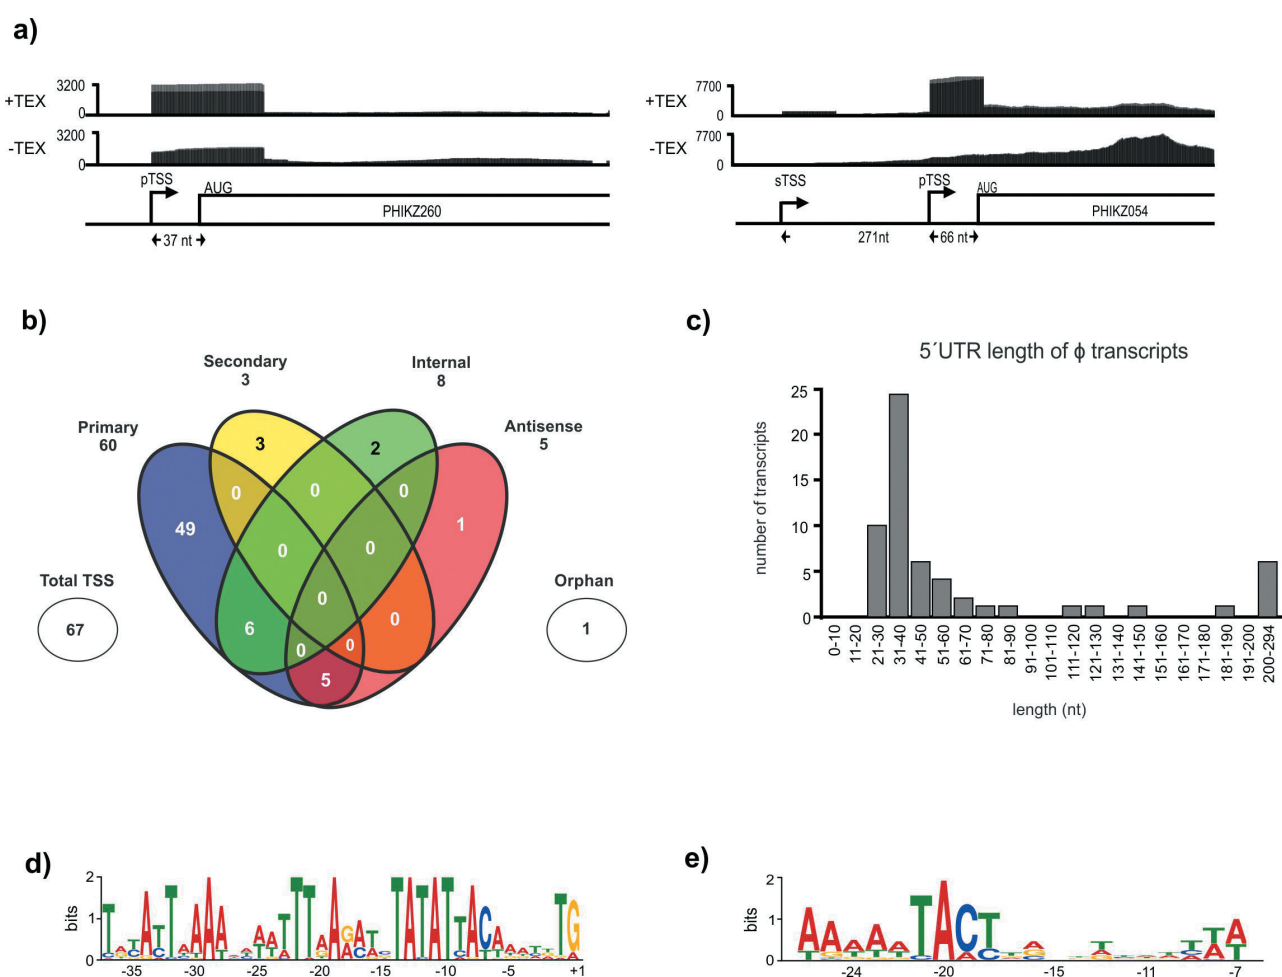 a)
3200
+TEX
0
3200
-TEX
0
pTSS
AUG
PHIKZ260
37 nt
7700
+TEX
0
7700
-TEX
0
sTSS
pTSS
AUG
PHIKZ054
271nt
66 nt
b)
Secondary
3
Internal
8
Primary
60
Antisense
5
3
2
0
0
0
49
1
0
0
0
6
0
0
0
5
Total TSS
67
Orphan
1
c)
5´UTR length of ϕ transcripts
number of transcripts
25
20
15
10
5
0
0-10
11-20
21-30
31-40
41-50
51-60
61-70
71-80
81-90
91-100
101-110
111-120
121-130
131-140
141-150
151-160
161-170
171-180
181-190
191-200
200-294
length (nt)
d)
bits
2
1
0
-35
-30
-25
-20
-15
-10
-5
+1
e)
bits
2
1
0
-24
-20
-15
-11
-7